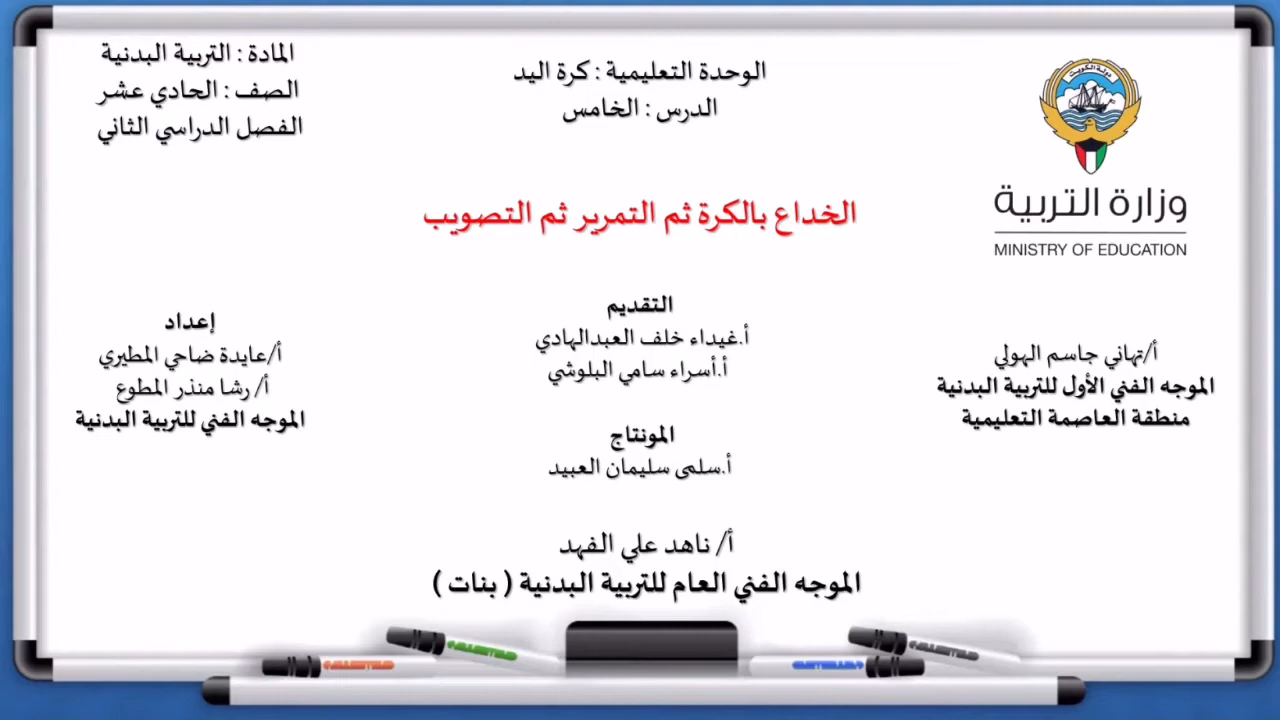 المادة : التربية البدنية
الصف : الحادي عشر
الفصل الدراسي الثاني
الوحدة التعليمية : كرة اليد
الدرس : الخامس
دولة الكويت
وزارة التربية
MINISTRY OF EDUCATION
الخداع بالكرة ثم التمرير ثم التصويب
أ/تهاني جاسم الهولي
الموجه الفني الأول للتربية البدنية
منطقة العاصمة التعليمية
التقديم
أ.غيداء خلف العبدالهادي
أ.أسراء سامي البلوشي
المونتاج
أ.سلمى سليمان العبيد
إعداد
أ/عايدة ضاحي المطيري
أ/ رشا منذر المطوع
الموجه الفني للتربية البدنية
أ/ ناهد علي الفهد
الموجه الفني العام للتربية البدنية ( بنات )